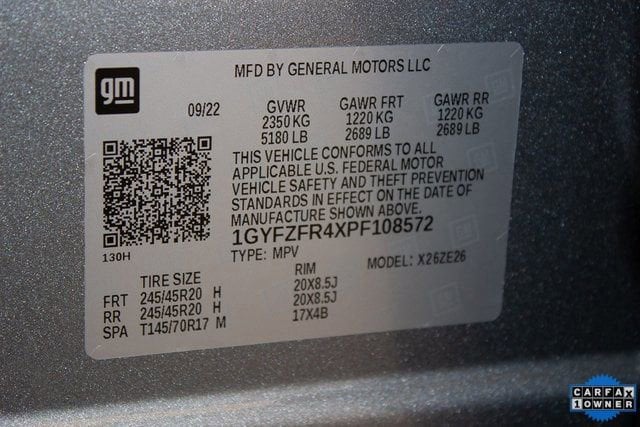 gm
MFD BY GENERAL MOTORS LLC
09/22
GVWR GAWR FRT GAWR RR
2350 KG 1220 KG 1220 KG
5180 LB 2689 LB 2689 LB
THIS VEHICLE CONFORMS TO ALL
APPLICABLE U.S. FEDERAL MOTOR
VEHICLE SAFETY AND THEFT PREVENTION
STANDARDS IN EFFECT ON THE DATE OF
MANUFACTURE SHOWN ABOVE.
1GYFZFR4XPF108572
130H
TYPE: MPV MODEL: X26ZE26
TIRE SIZE RIM
FRT 245/45R20 H 20X8.5J
RR 245/45R20 H 20X8.5J
SPA T145/70R17 M 17X4B
CARFAX
1 OWNER